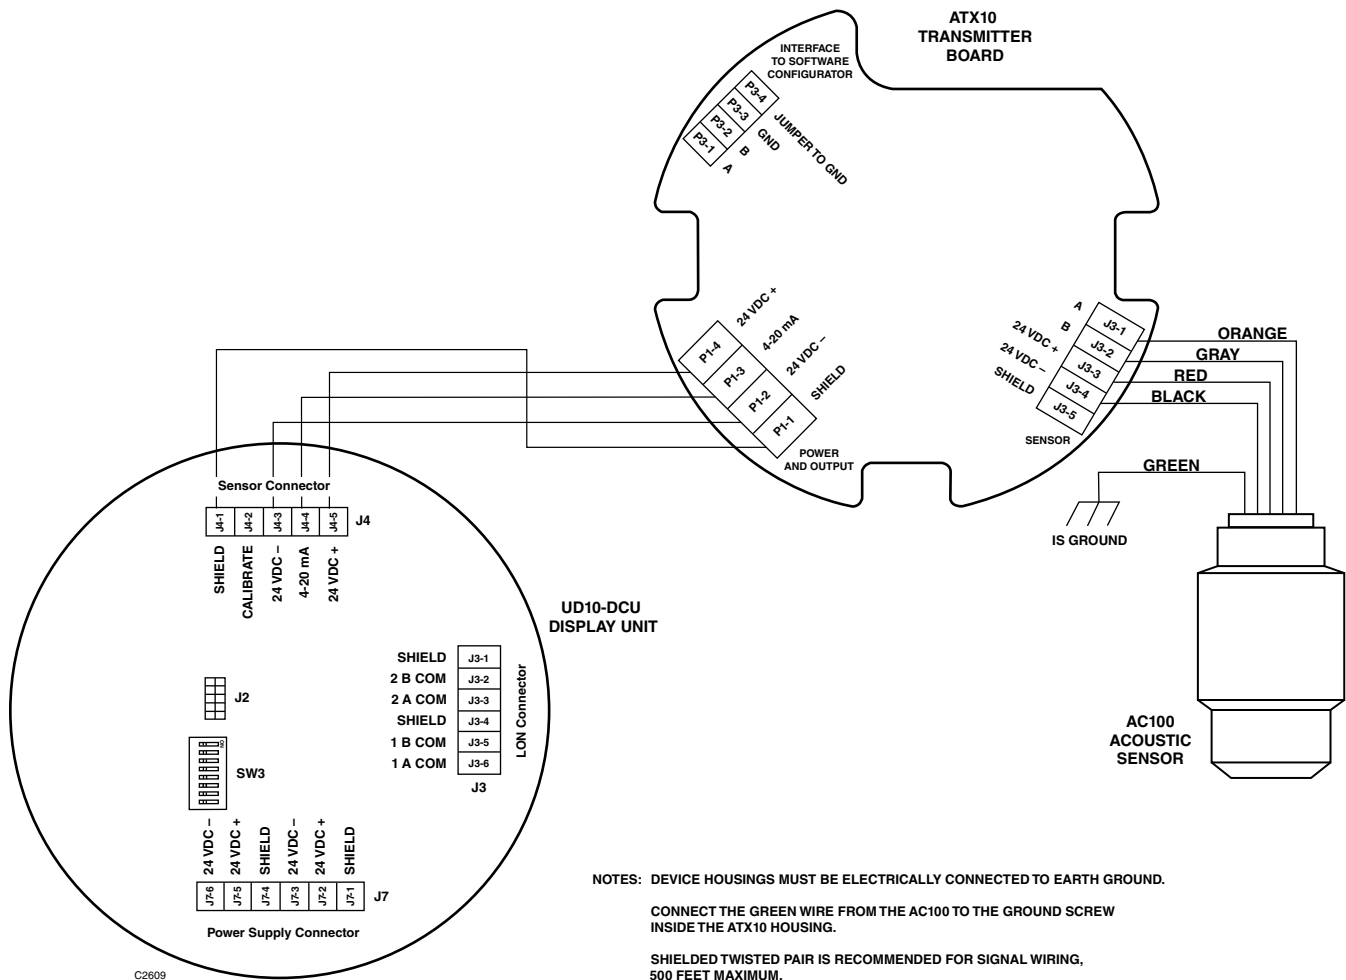 ATX10
TRANSMITTER
BOARD
INTERFACE
TO SOFTWARE
CONFIGURATOR
P3-4
P3-3
P3-2
P3-1
JUMPER TO GND
GND
B
A
24 VDC +
4-20 mA
24 VDC –
SHIELD
P1-4
P1-3
P1-2
P1-1
POWER
AND OUTPUT
A
B
24 VDC +
24 VDC –
SHIELD
J3-1
J3-2
J3-3
J3-4
J3-5
SENSOR
ORANGE
GRAY
RED
BLACK
GREEN
IS GROUND
AC100
ACOUSTIC
SENSOR
Sensor Connector
J4-1
J4-2
J4-3
J4-4
J4-5
J4
SHIELD
CALIBRATE
24 VDC –
4-20 mA
24 VDC +
UD10-DCU
DISPLAY UNIT
SHIELD J3-1
2 B COM J3-2
2 A COM J3-3
SHIELD J3-4
1 B COM J3-5
1 A COM J3-6
LON Connector
J3
J2
SW3
ON
24 VDC –
24 VDC +
SHIELD
24 VDC –
24 VDC +
SHIELD
J7-6
J7-5
J7-4
J7-3
J7-2
J7-1
J7
Power Supply Connector
NOTES: DEVICE HOUSINGS MUST BE ELECTRICALLY CONNECTED TO EARTH GROUND.
CONNECT THE GREEN WIRE FROM THE AC100 TO THE GROUND SCREW
INSIDE THE ATX10 HOUSING.
SHIELDED TWISTED PAIR IS RECOMMENDED FOR SIGNAL WIRING,
500 FEET MAXIMUM.
C2609